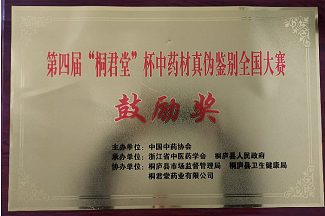 第四届“桐君堂”杯中药材真伪鉴别全国大赛
鼓励奖
主办单位：中国中药协会
承办单位：浙江省中医药学会 桐庐县人民政府
协办单位：桐庐县市场监督管理局 桐庐县卫生健康局
桐君堂药业有限公司